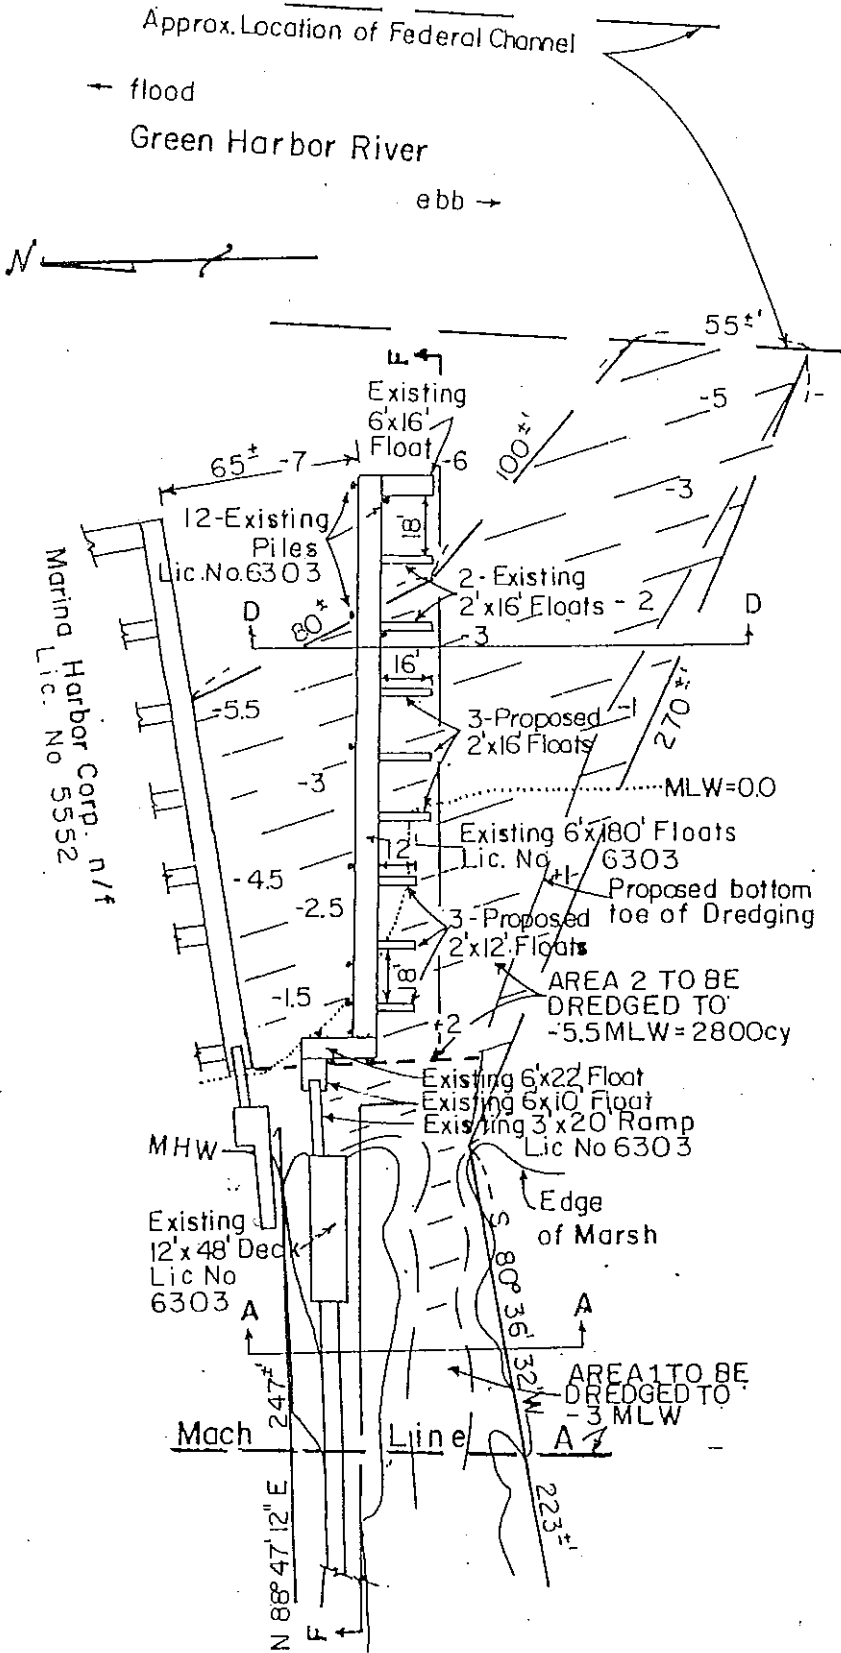 Approx. Location of Federal Channel
← flood
Green Harbor River
ebb →
N
55±'
F
Existing
6'x16'
Float
-5
100±'
65± -7
-6
-3
12-Existing
Piles
Lic.No.6303
18'
2-Existing
2'x16' Floats
-2
D
D
80±
-3
16'
Marina Harbor Corp. n/f
Lic. No 5552
-5.5
3-Proposed
2'x16' Floats
-1
270±'
-3
MLW=0.0
Existing 6'x180' Floats
Lic. No 6303
12'
-4.5
+1
Proposed bottom
toe of Dredging
-2.5
3-Proposed
2'x12' Floats
8'
-1.5
AREA 2 TO BE
DREDGED TO
-5.5MLW=2800cy
+2
Existing 6'x22' Float
Existing 6'x10' Float
Existing 3'x20' Ramp
Lic No 6303
MHW
Edge
of Marsh
Existing
12'x48' Deck
Lic No
6303
S 80° 36' 32"W
A
A
247±'
AREA 1 TO BE
DREDGED TO
-3 MLW
Mach Line A
N 88°47'12"E
223±'
F